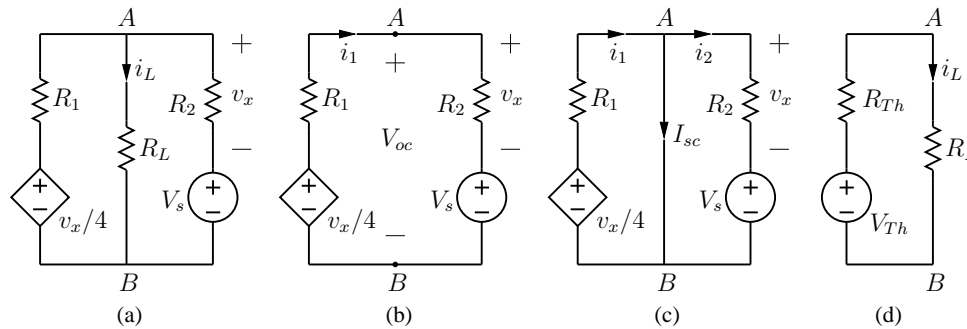 A
i_L
R_1
R_L
R_2
+
v_x
−
+
−
v_x/4
+
−
V_s
B
(a)
A
i_1
+
R_1
R_2
+
v_x
−
V_oc
+
−
v_x/4
+
−
V_s
−
B
(b)
A
i_1
i_2
R_1
I_sc
R_2
+
v_x
−
+
−
v_x/4
+
−
V_s
B
(c)
A
i_L
R_Th
+
−
V_Th
B
(d)